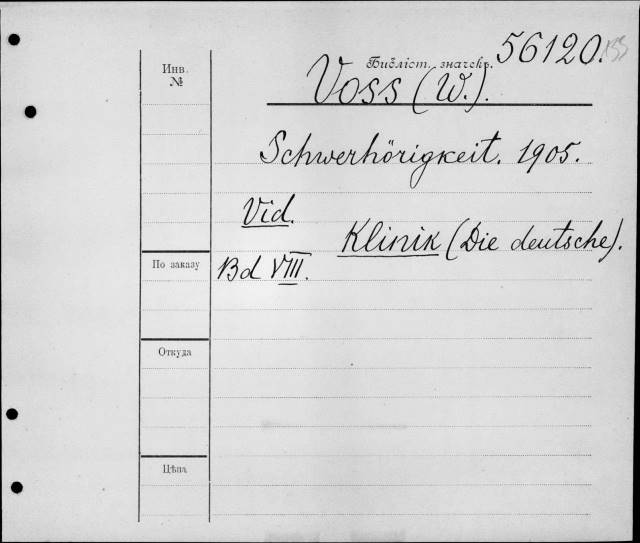 Инв. №
Библіот. значекъ. 56120.
Voss (W.).
Schwerhörigkeit. 1905.
Vid.
Klinik (Die deutsche).
По заказу
Bd VIII.
Откуда
Цѣна